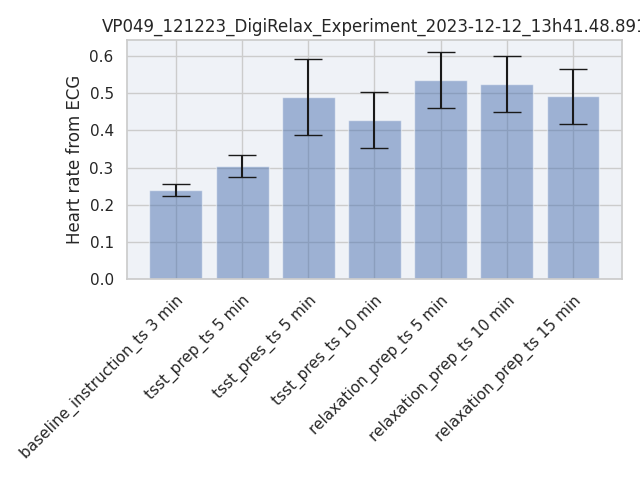 VP049_121223_DigiRelax_Experiment_2023-12-12_13h41.48.891
Heart rate from ECG
0.6
0.5
0.4
0.3
0.2
0.1
0.0
baseline_instruction_ts 3 min
tsst_prep_ts 5 min
tsst_pres_ts 5 min
tsst_pres_ts 10 min
relaxation_prep_ts 5 min
relaxation_prep_ts 10 min
relaxation_prep_ts 15 min